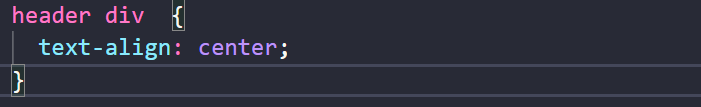 header div  {
  text-align: center;
}